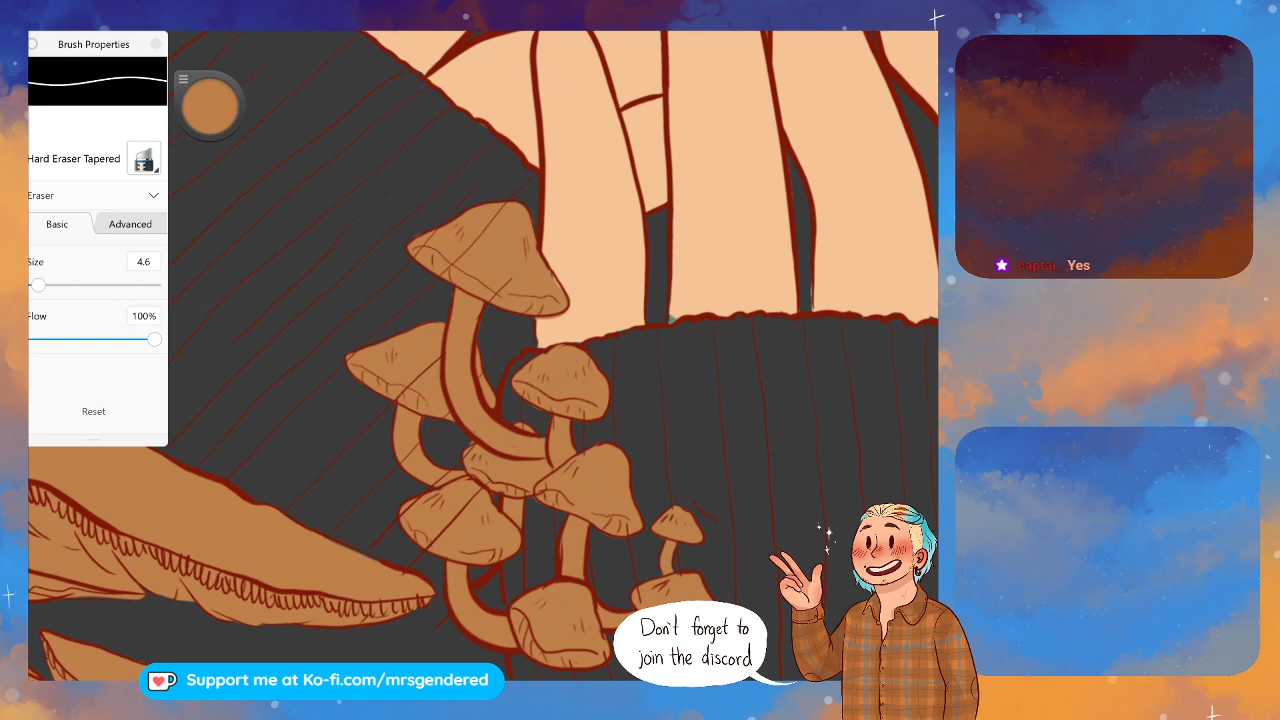 Brush Properties
Hard Eraser Tapered
Eraser
Basic
Advanced
Size
4.6
Flow
100%
Reset
captai... Yes
Don't forget to
join the discord
Support me at Ko-fi.com/mrsgendered